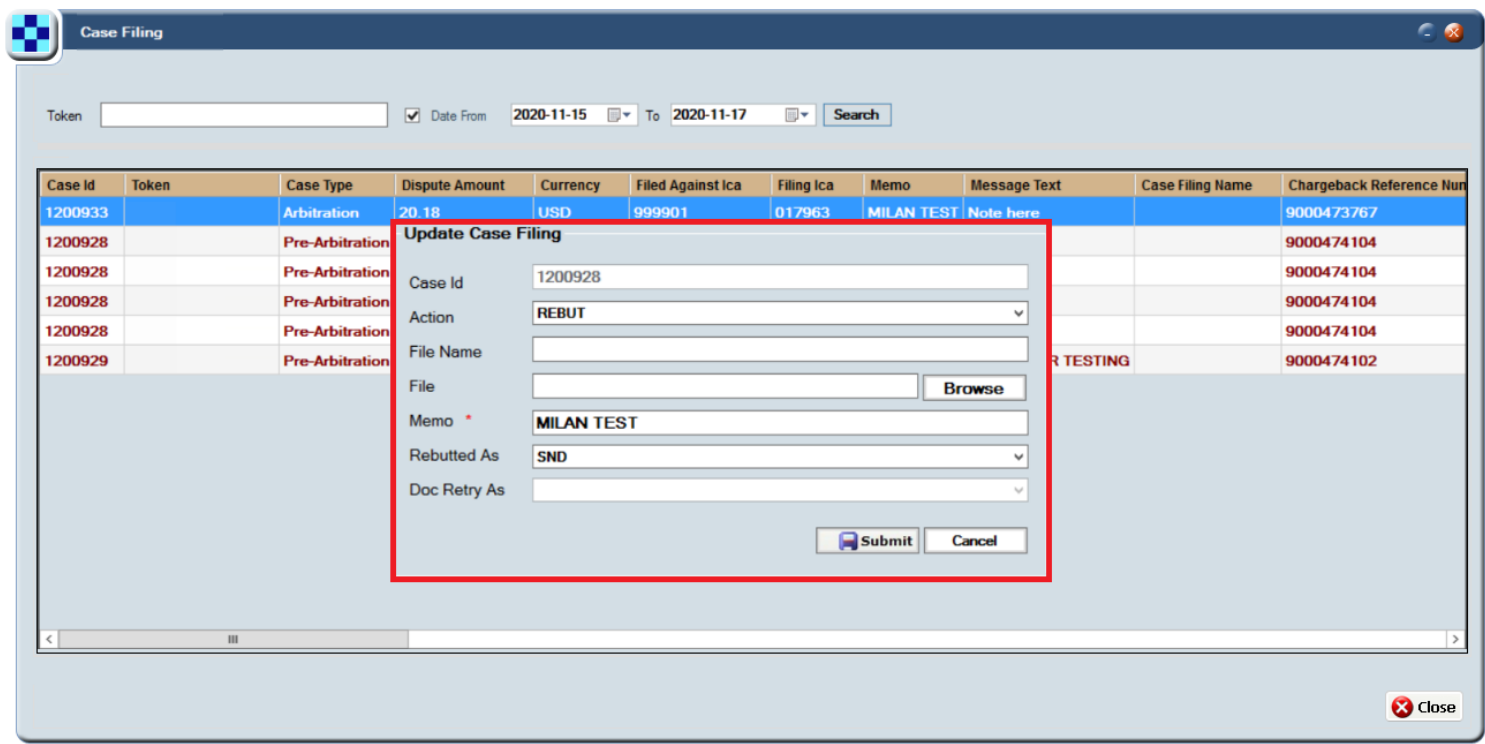 Case Filing
Token Date From 2020-11-15 To 2020-11-17 Search
Case Id Token Case Type Dispute Amount Currency Filed Against Ica Filing Ica Memo Message Text Case Filing Name Chargeback Reference Num
1200933 Arbitration 20.18 USD 999901 017963 MILAN TEST Note here 9000473767
1200928 Pre-Arbitration 9000474104
1200928 Pre-Arbitration 9000474104
1200928 Pre-Arbitration 9000474104
1200928 Pre-Arbitration 9000474104
1200929 Pre-Arbitration R TESTING 9000474102
Update Case Filing
Case Id 1200928
Action REBUT
File Name
File Browse
Memo * MILAN TEST
Rebutted As SND
Doc Retry As
Submit Cancel
Close